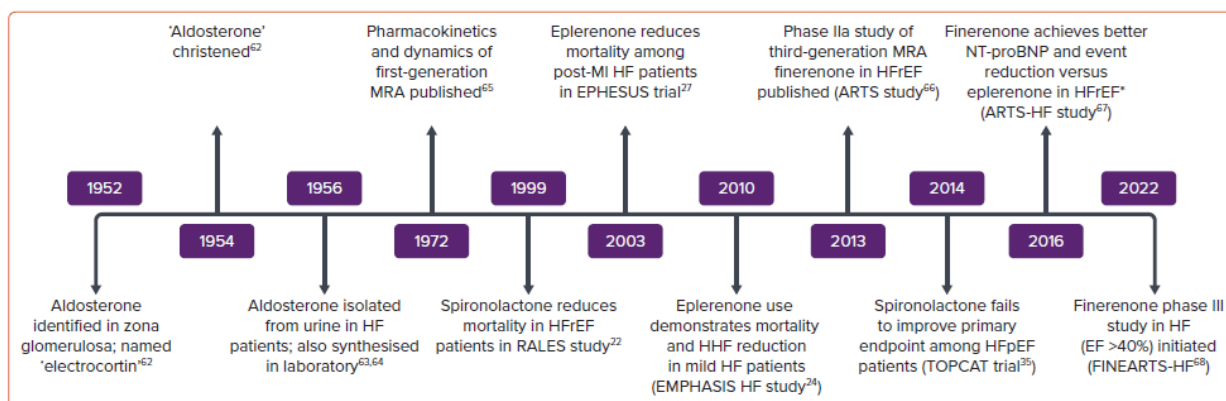 'Aldosterone'
christened⁶²
Pharmacokinetics
and dynamics of
first-generation
MRA published⁶⁵
Eplerenone reduces
mortality among
post-MI HF patients
in EPHESUS trial²⁷
Phase IIa study of
third-generation MRA
finerenone in HFrEF
published (ARTS study⁶⁶)
Finerenone achieves better
NT-proBNP and event
reduction versus
eplerenone in HFrEF*
(ARTS-HF study⁶⁷)
1952
1956
1999
2010
2014
2022
1954
1972
2003
2013
2016
Aldosterone
identified in zona
glomerulosa; named
'electrocortin'⁶²
Aldosterone isolated
from urine in HF
patients; also synthesised
in laboratory⁶³,⁶⁴
Spironolactone reduces
mortality in HFrEF
patients in RALES study²²
Eplerenone use
demonstrates mortality
and HHF reduction
in mild HF patients
(EMPHASIS HF study²⁴)
Spironolactone fails
to improve primary
endpoint among HFpEF
patients (TOPCAT trial³⁵)
Finerenone phase III
study in HF
(EF >40%) initiated
(FINEARTS-HF⁶⁸)